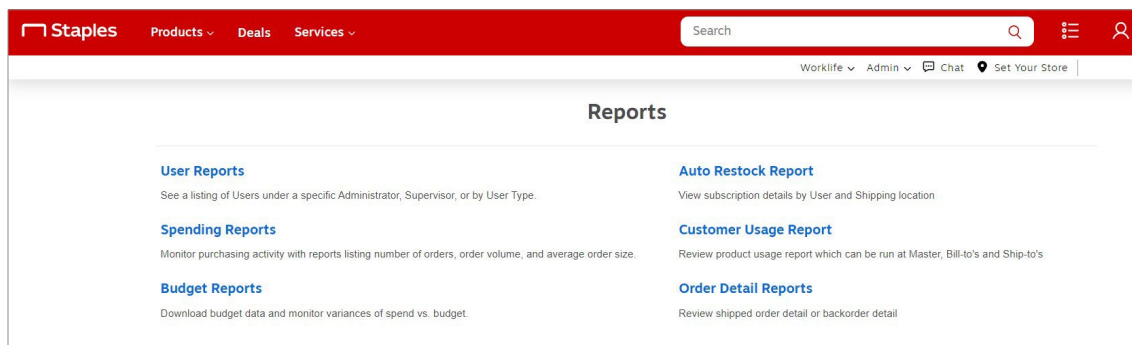 Staples Products Deals Services Search
Worklife Admin Chat Set Your Store
Reports
User Reports
See a listing of Users under a specific Administrator, Supervisor, or by User Type.
Spending Reports
Monitor purchasing activity with reports listing number of orders, order volume, and average order size.
Budget Reports
Download budget data and monitor variances of spend vs. budget.
Auto Restock Report
View subscription details by User and Shipping location
Customer Usage Report
Review product usage report which can be run at Master, Bill-to's and Ship-to's
Order Detail Reports
Review shipped order detail or backorder detail